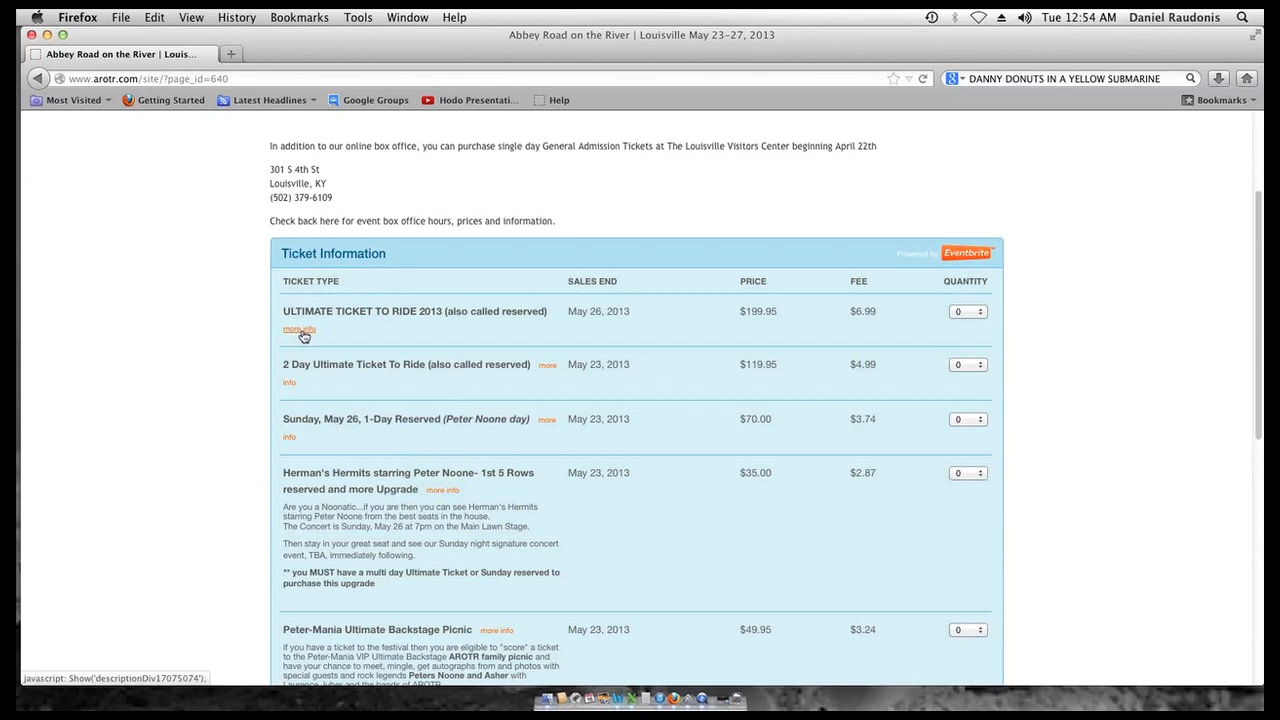 Firefox File Edit View History Bookmarks Tools Window Help Tue 12:54 AM Daniel Raudonis
Abbey Road on the River | Louisville May 23-27, 2013
Abbey Road on the River | Louis...
www.arotr.com/site/?page_id=640 DANNY DONUTS IN A YELLOW SUBMARINE
Most Visited Getting Started Latest Headlines Google Groups Hodo Presentati... Help Bookmarks
In addition to our online box office, you can purchase single day General Admission Tickets at The Louisville Visitors Center beginning April 22th
301 S 4th St
Louisville, KY
(502) 379-6109
Check back here for event box office hours, prices and information.
Ticket Information Powered by Eventbrite
TICKET TYPE SALES END PRICE FEE QUANTITY
ULTIMATE TICKET TO RIDE 2013 (also called reserved) May 26, 2013 $199.95 $6.99 0
more info
2 Day Ultimate Ticket To Ride (also called reserved) more May 23, 2013 $119.95 $4.99 0
info
Sunday, May 26, 1-Day Reserved (Peter Noone day) more May 23, 2013 $70.00 $3.74 0
info
Herman's Hermits starring Peter Noone- 1st 5 Rows May 23, 2013 $35.00 $2.87 0
reserved and more Upgrade more info
Are you a Noonatic...if you are then you can see Herman's Hermits
starring Peter Noone from the best seats in the house.
The Concert is Sunday, May 26 at 7pm on the Main Lawn Stage.
Then stay in your great seat and see our Sunday night signature concert
event, TBA, immediately following.
** you MUST have a multi day Ultimate Ticket or Sunday reserved to
purchase this upgrade
Peter-Mania Ultimate Backstage Picnic more info May 23, 2013 $49.95 $3.24 0
if you have a ticket to the festival then you are eligible to "score" a ticket
to the Peter-Mania VIP Ultimate Backstage AROTR family picnic and
have your chance to meet, mingle, get autographs from and photos with
special guests and rock legends Peters Noone and Asher with
Laurence Juber and the bands of AROTR
javascript: Show('descriptionDiv17075074');